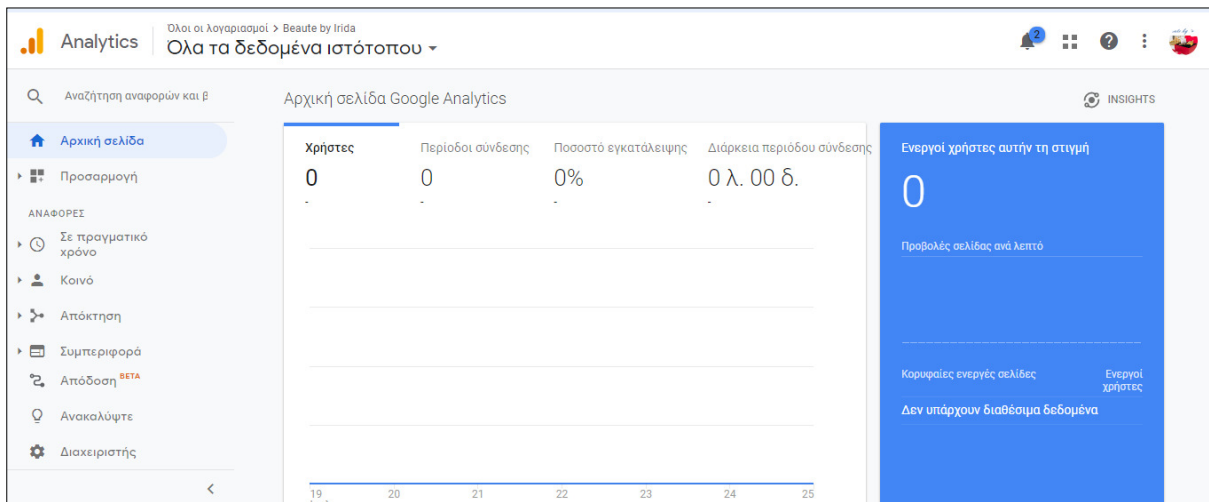 Analytics
Όλοι οι λογαριασμοί > Beaute by Irida
Όλα τα δεδομένα ιστότοπου
2
Αναζήτηση αναφορών και β
Αρχική σελίδα Google Analytics
INSIGHTS
Αρχική σελίδα
Προσαρμογή
ΑΝΑΦΟΡΕΣ
Σε πραγματικό
χρόνο
Κοινό
Απόκτηση
Συμπεριφορά
Απόδοση BETA
Ανακαλύψτε
Διαχειριστής
Χρήστες Περίοδοι σύνδεσης Ποσοστό εγκατάλειψης Διάρκεια περιόδου σύνδεσης
0 0 0% 0 λ. 00 δ.
- - - -
19 20 21 22 23 24 25
Ενεργοί χρήστες αυτήν τη στιγμή
0
Προβολές σελίδας ανά λεπτό
Κορυφαίες ενεργές σελίδες Ενεργοί
χρήστες
Δεν υπάρχουν διαθέσιμα δεδομένα